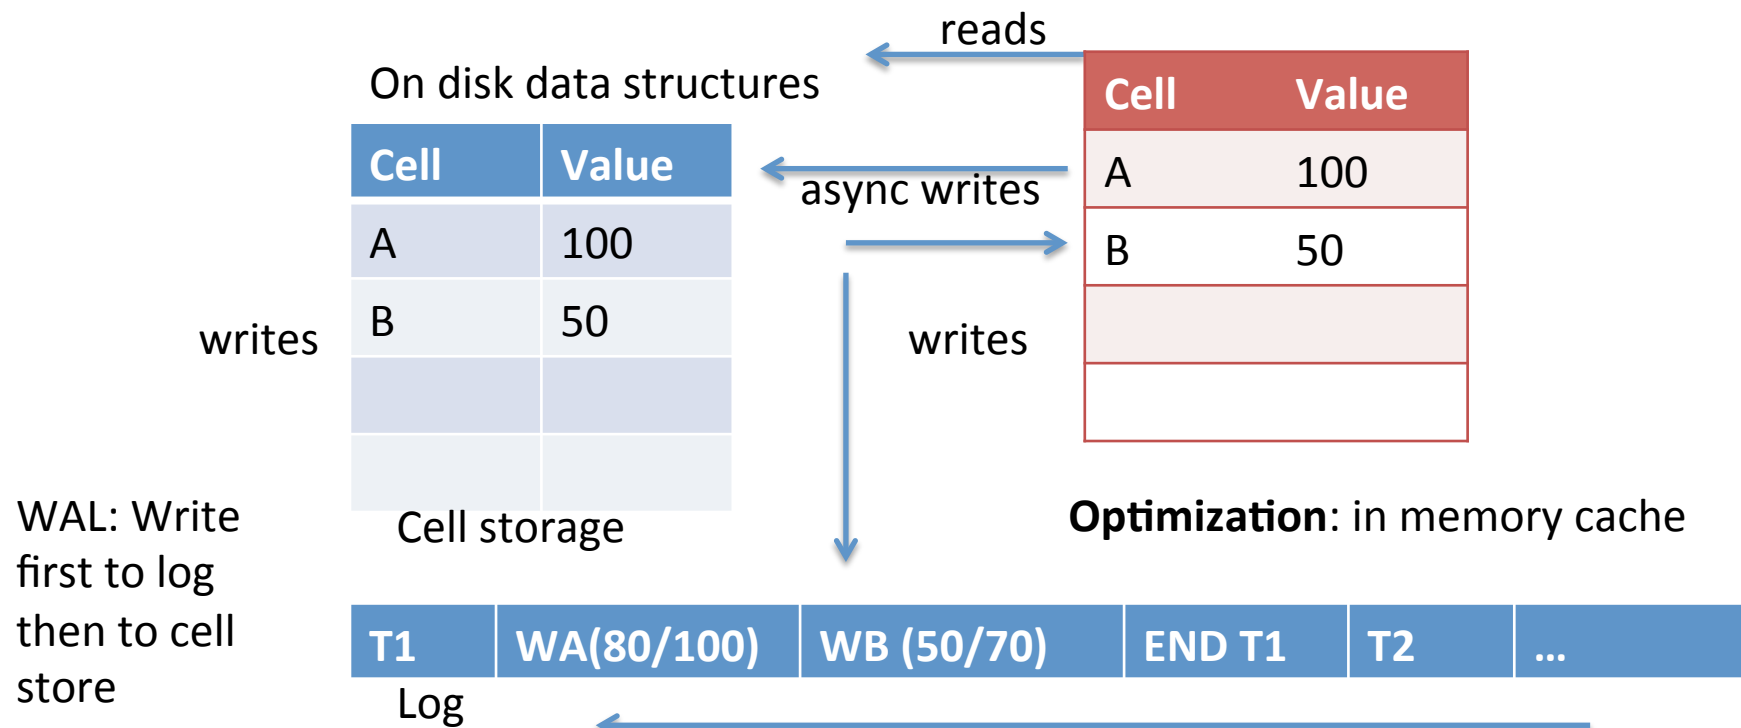 reads
On disk data structures
Cell Value
A 100
B 50
async writes
Cell Value
A 100
B 50
writes
writes
Cell storage
Optimization: in memory cache
WAL: Write
first to log
then to cell
store
T1 WA(80/100) WB (50/70) END T1 T2 ...
Log